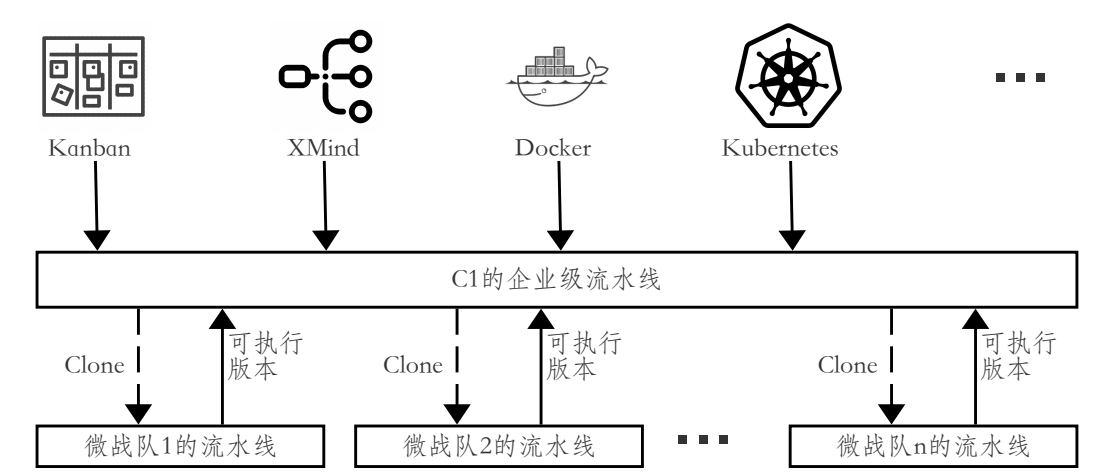 Kanban
XMind
Docker
Kubernetes
C1的企业级流水线
Clone
可执行
版本
Clone
可执行
版本
Clone
可执行
版本
微战队1的流水线
微战队2的流水线
微战队n的流水线